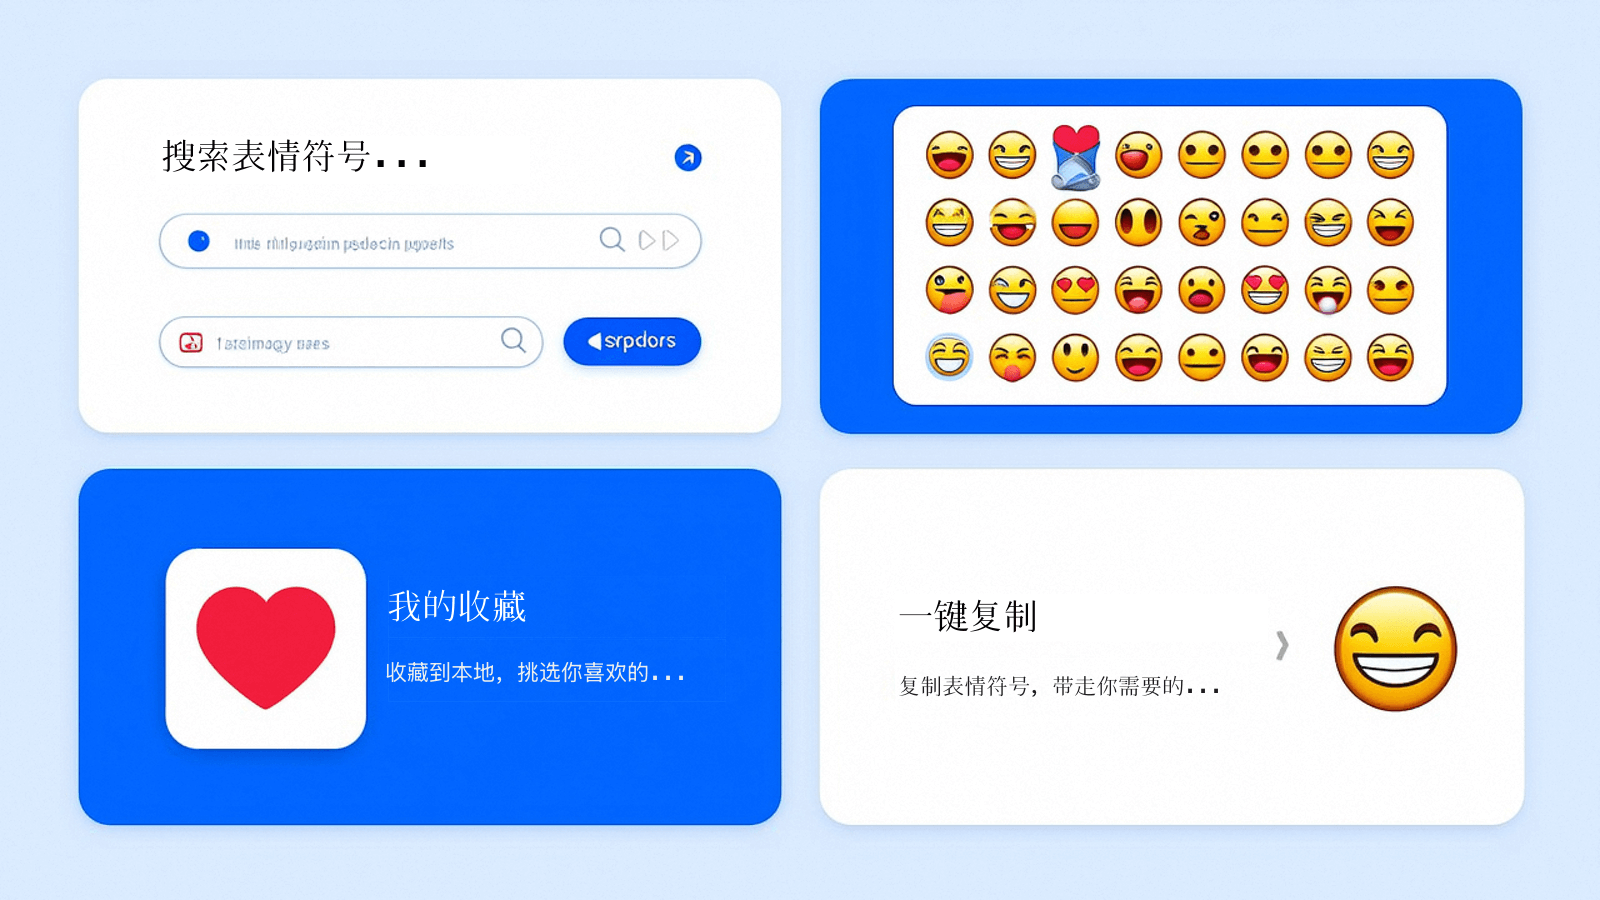 搜索表情符号...
srpdors
我的收藏
收藏到本地，挑选你喜欢的...
一键复制
复制表情符号，带走你需要的...